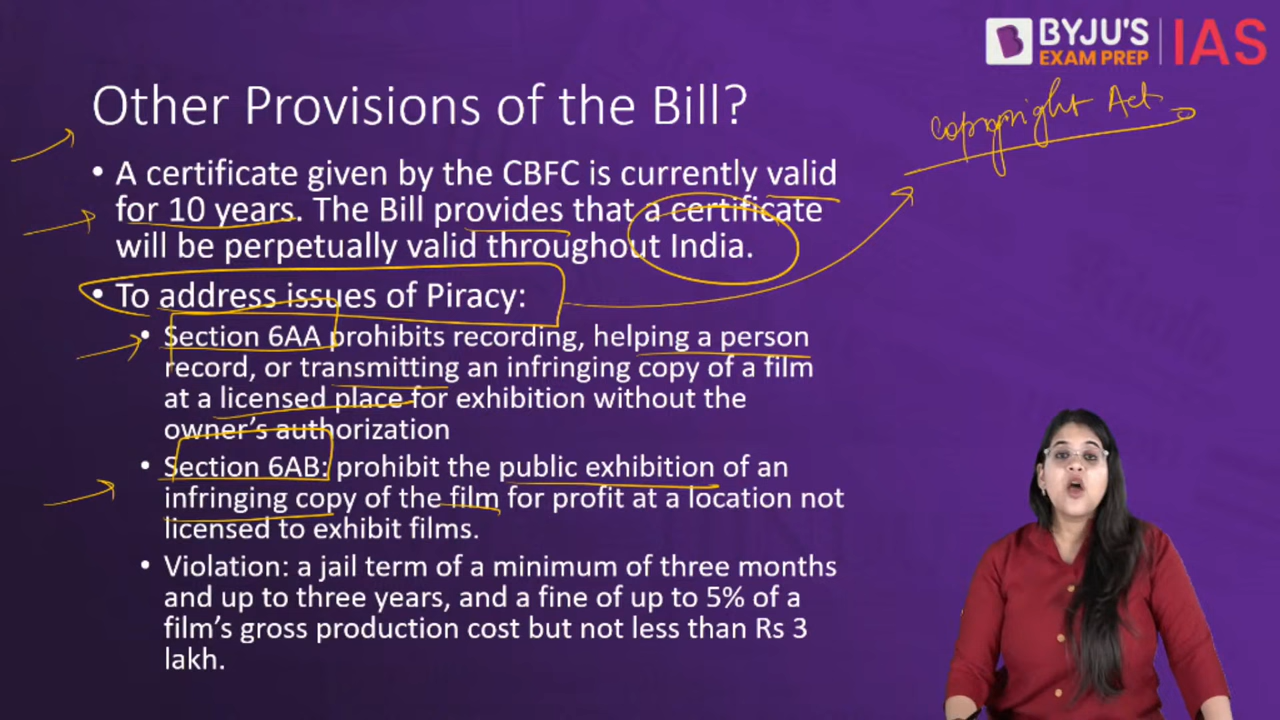 BYJU'S
EXAM PREP
IAS
Copyright Act
Other Provisions of the Bill?
• A certificate given by the CBFC is currently valid
for 10 years. The Bill provides that a certificate
will be perpetually valid throughout India.
• To address issues of Piracy:
• Section 6AA prohibits recording, helping a person
record, or transmitting an infringing copy of a film
at a licensed place for exhibition without the
owner's authorization
• Section 6AB: prohibit the public exhibition of an
infringing copy of the film for profit at a location not
licensed to exhibit films.
• Violation: a jail term of a minimum of three months
and up to three years, and a fine of up to 5% of a
film's gross production cost but not less than Rs 3
lakh.